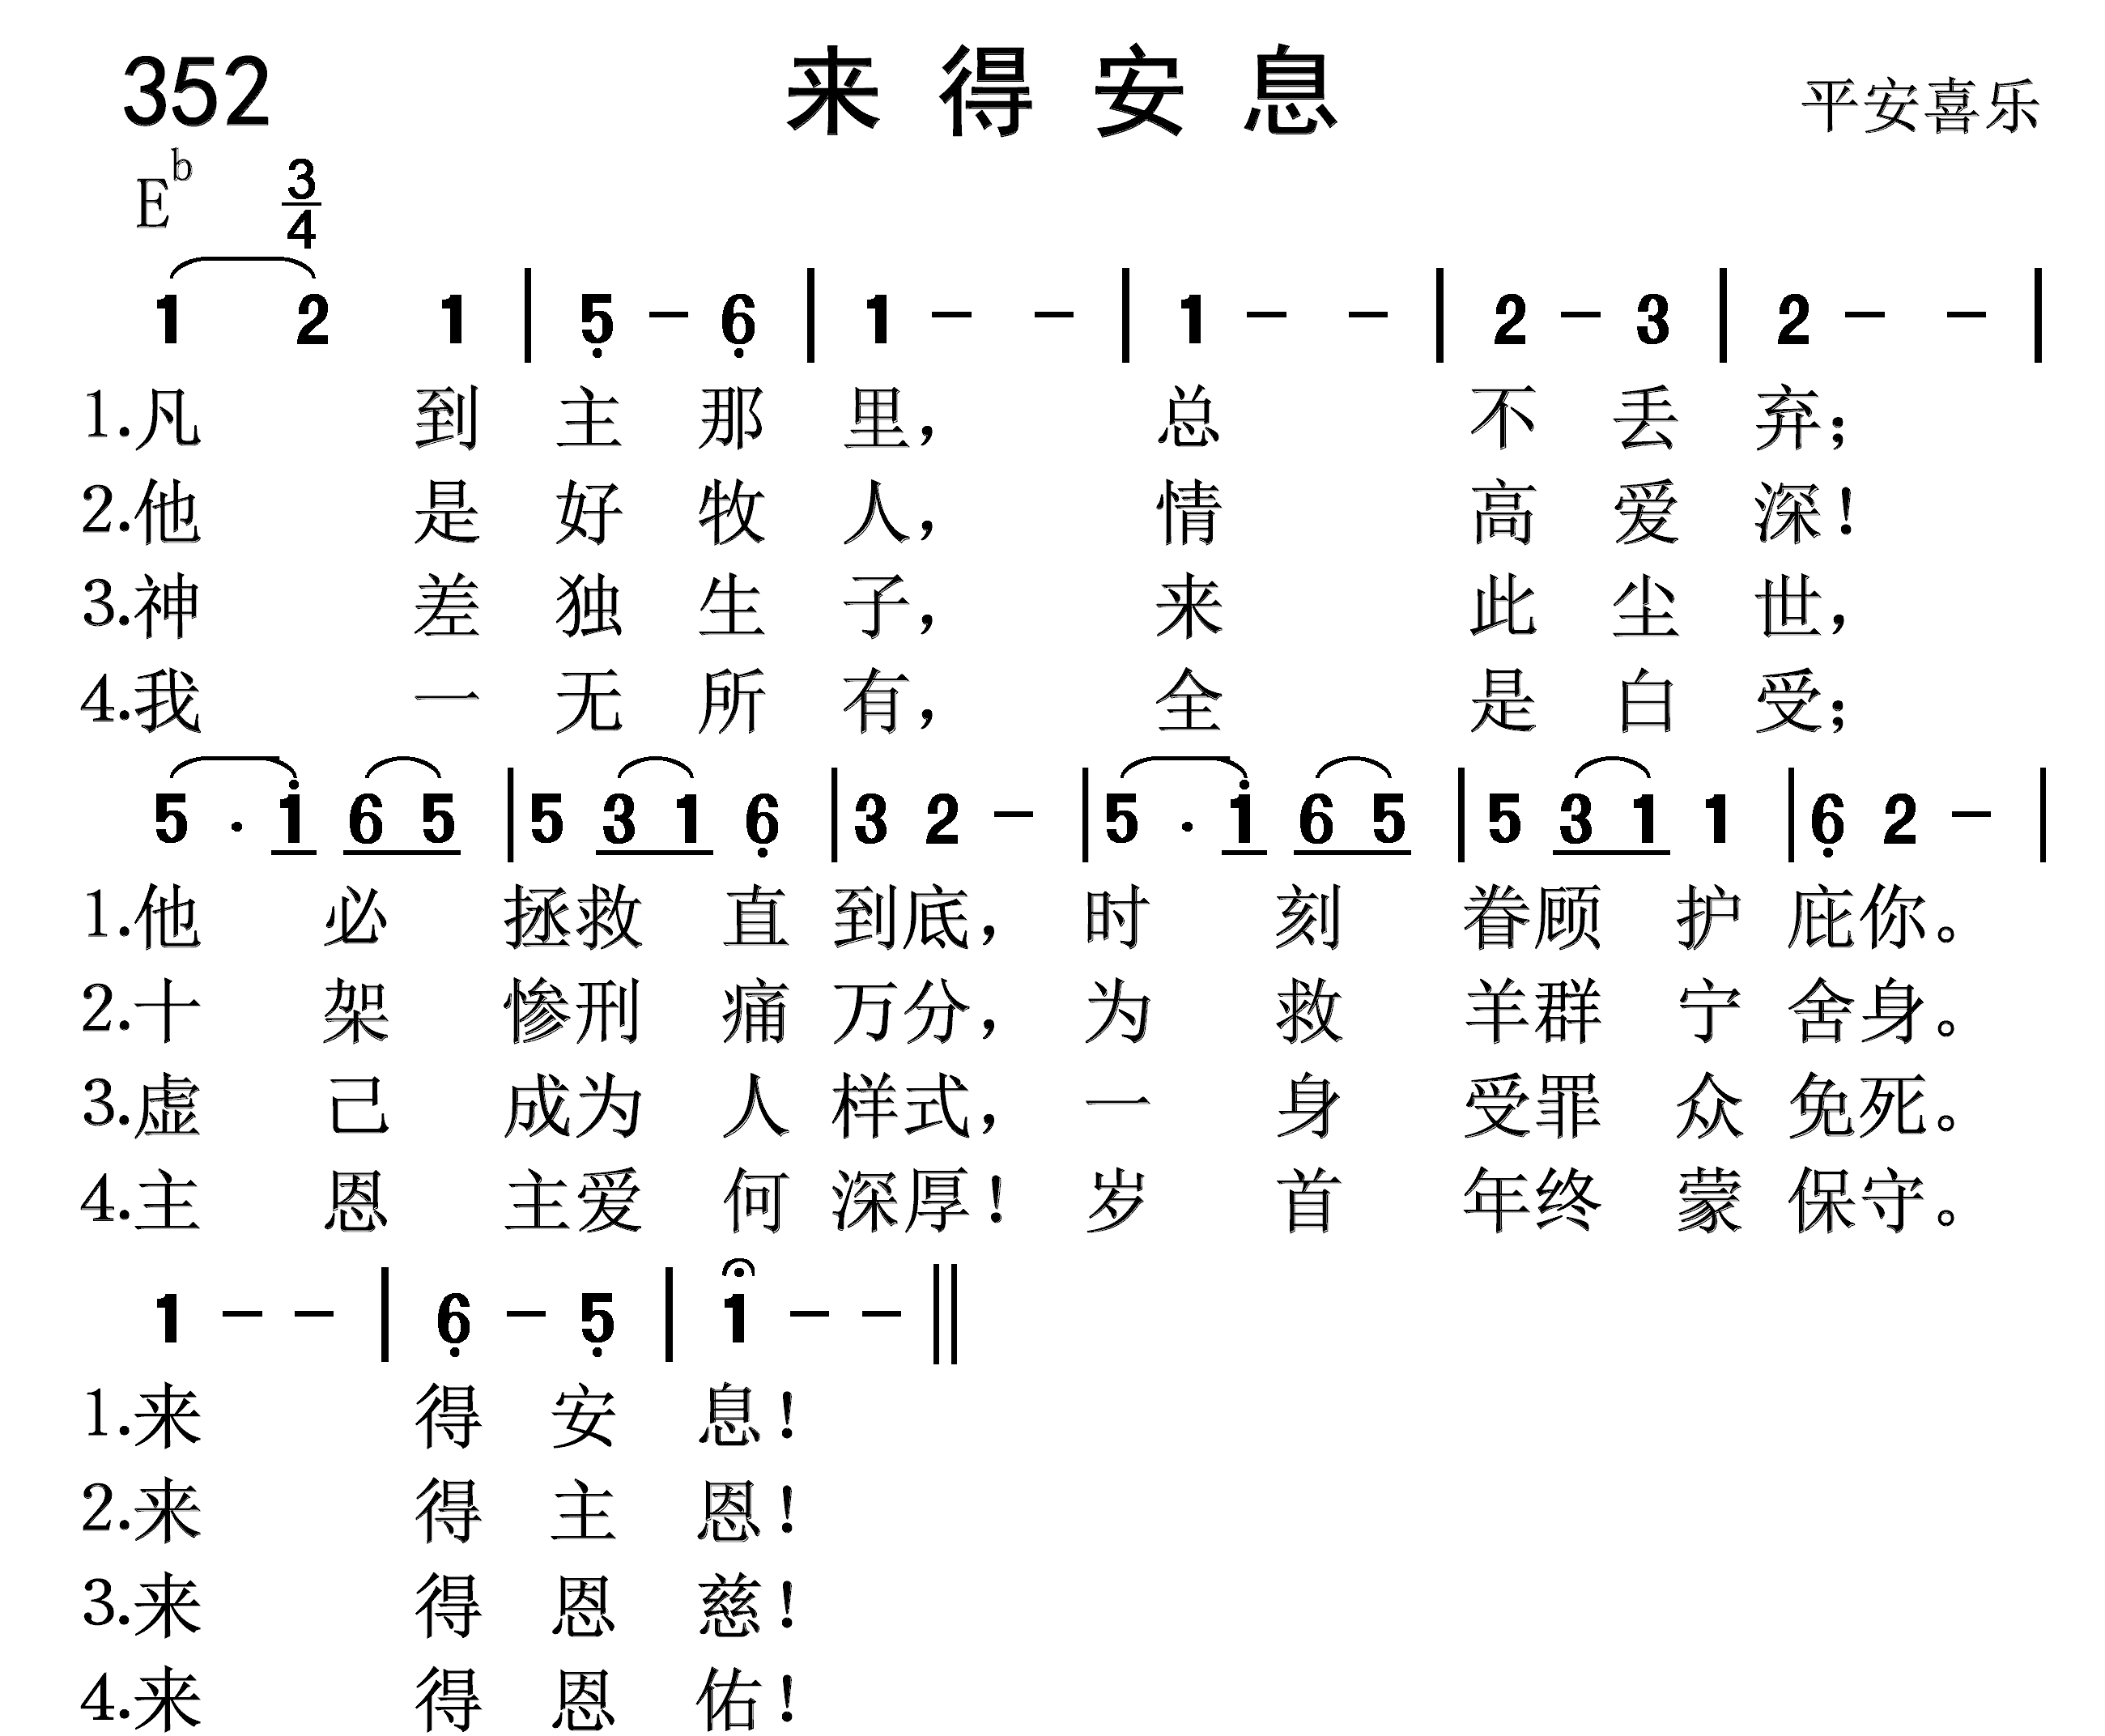 352 来得安息 平安喜乐
E♭ 3/4
1 2 1 | 5̣ - 6̣ | 1 - - | 1 - - | 2 - 3 | 2 - - |
1.凡到主那里，总不丢弃；
2.他是好牧人，情高爱深！
3.神差独生子，来此尘世，
4.我一无所有，全是白受；
5 · i 6 5 | 5 3 1 6̣ | 3 2 - | 5 · i 6 5 | 5 3 1 1 | 6̣ 2 - |
1.他必拯救直到底，时刻眷顾护庇你。
2.十架惨刑痛万分，为救羊群宁舍身。
3.虚己成为人样式，一身受罪众免死。
4.主恩主爱何深厚！岁首年终蒙保守。
1 - - | 6̣ - 5̣ | 1 - - ||
1.来得安息！
2.来得主恩！
3.来得恩慈！
4.来得恩佑！